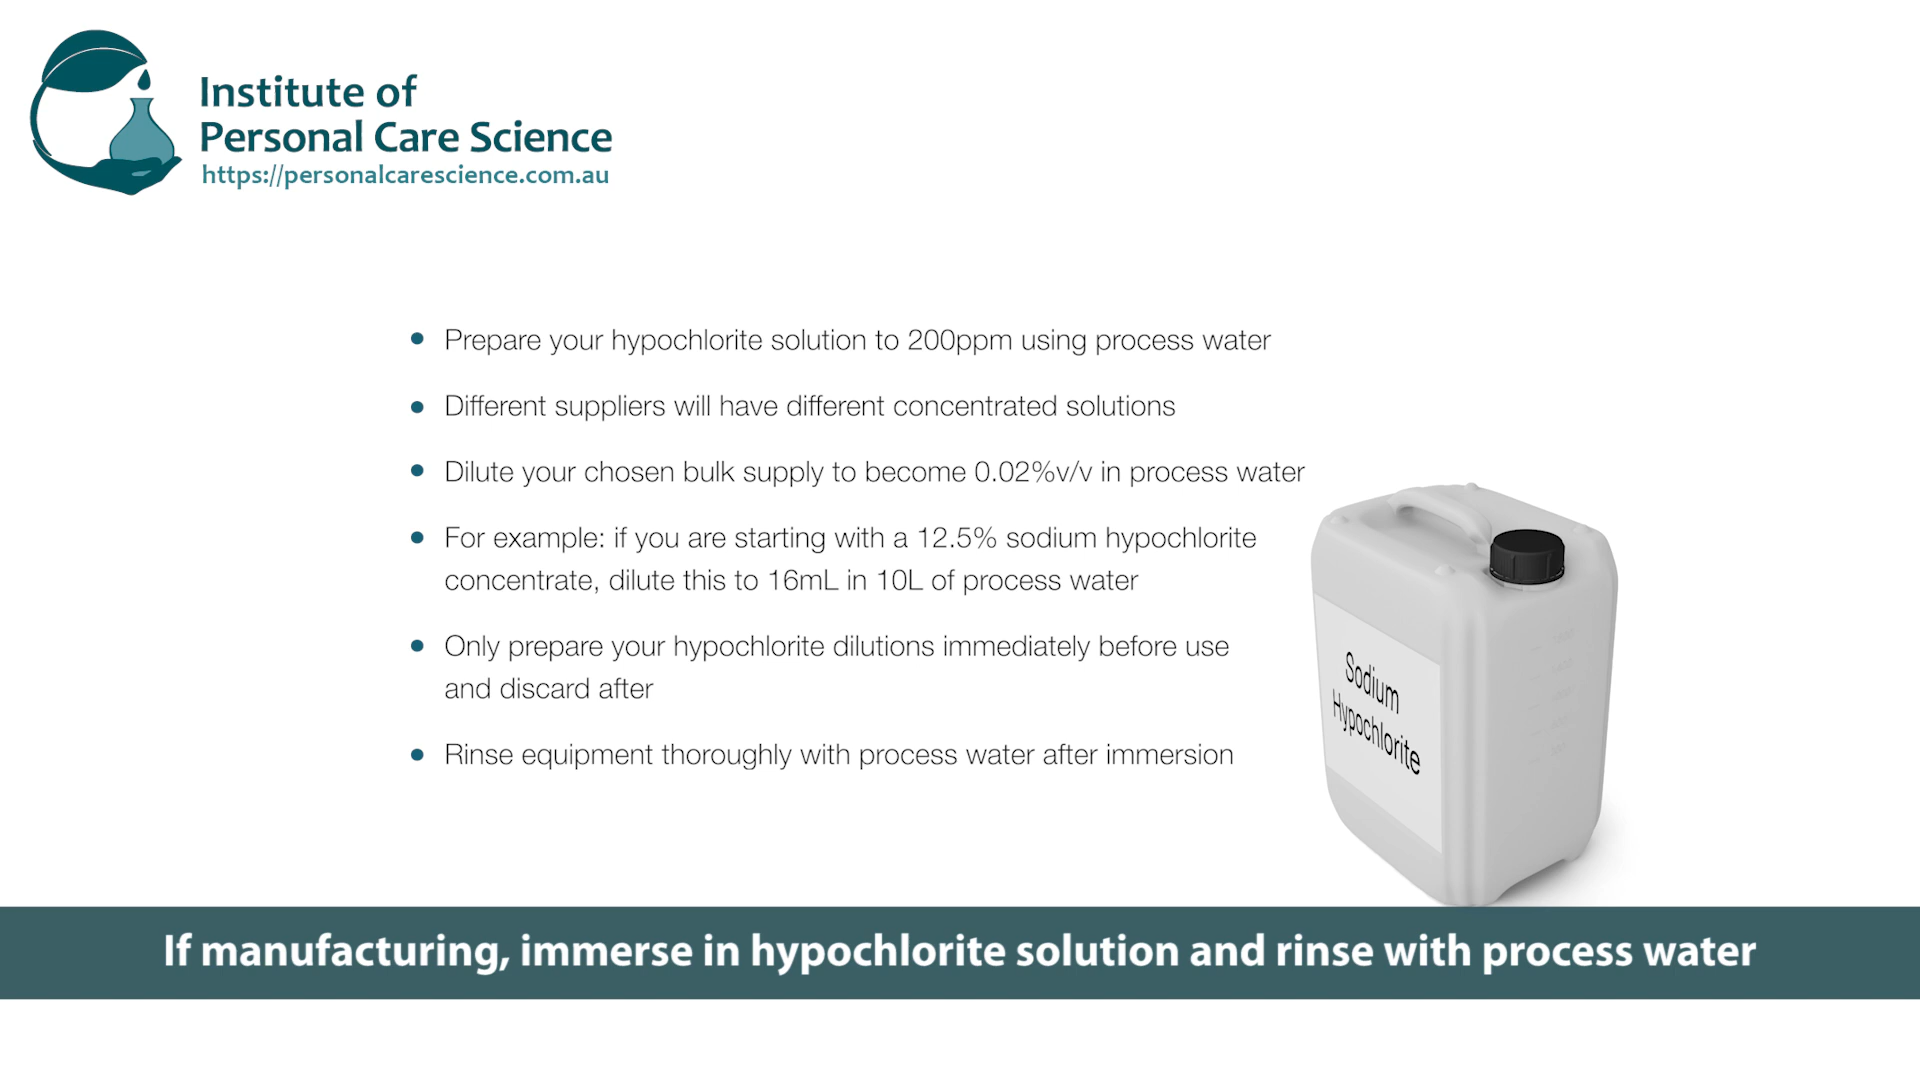 Institute of
Personal Care Science
https://personalcarescience.com.au
• Prepare your hypochlorite solution to 200ppm using process water
• Different suppliers will have different concentrated solutions
• Dilute your chosen bulk supply to become 0.02%v/v in process water
• For example: if you are starting with a 12.5% sodium hypochlorite
concentrate, dilute this to 16mL in 10L of process water
• Only prepare your hypochlorite dilutions immediately before use
and discard after
• Rinse equipment thoroughly with process water after immersion
Sodium
Hypochlorite
If manufacturing, immerse in hypochlorite solution and rinse with process water